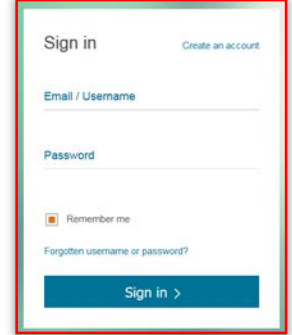 Sign in
Create an account
Email / Username
Password
Remember me
Forgotten username or password?
Sign in >